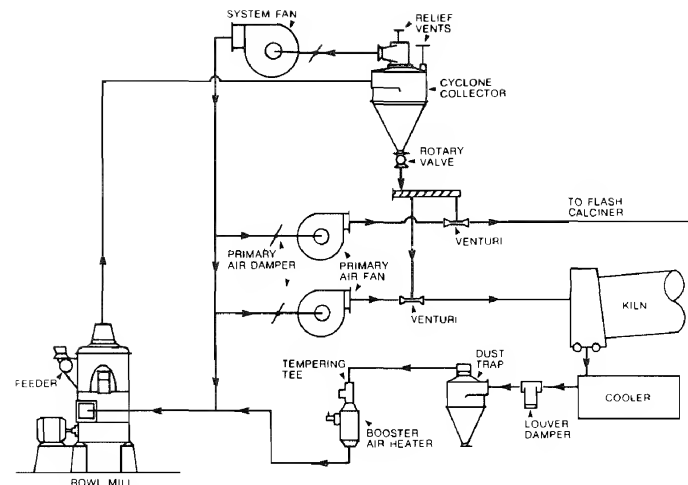 SYSTEM FAN
RELIEF
VENTS
CYCLONE
COLLECTOR
ROTARY
VALVE
TO FLASH
CALCINER
VENTURI
PRIMARY
AIR DAMPER
PRIMARY
AIR FAN
VENTURI
KILN
TEMPERING
TEE
DUST
TRAP
FEEDER
COOLER
BOOSTER
AIR HEATER
LOUVER
DAMPER
BOWL MILL